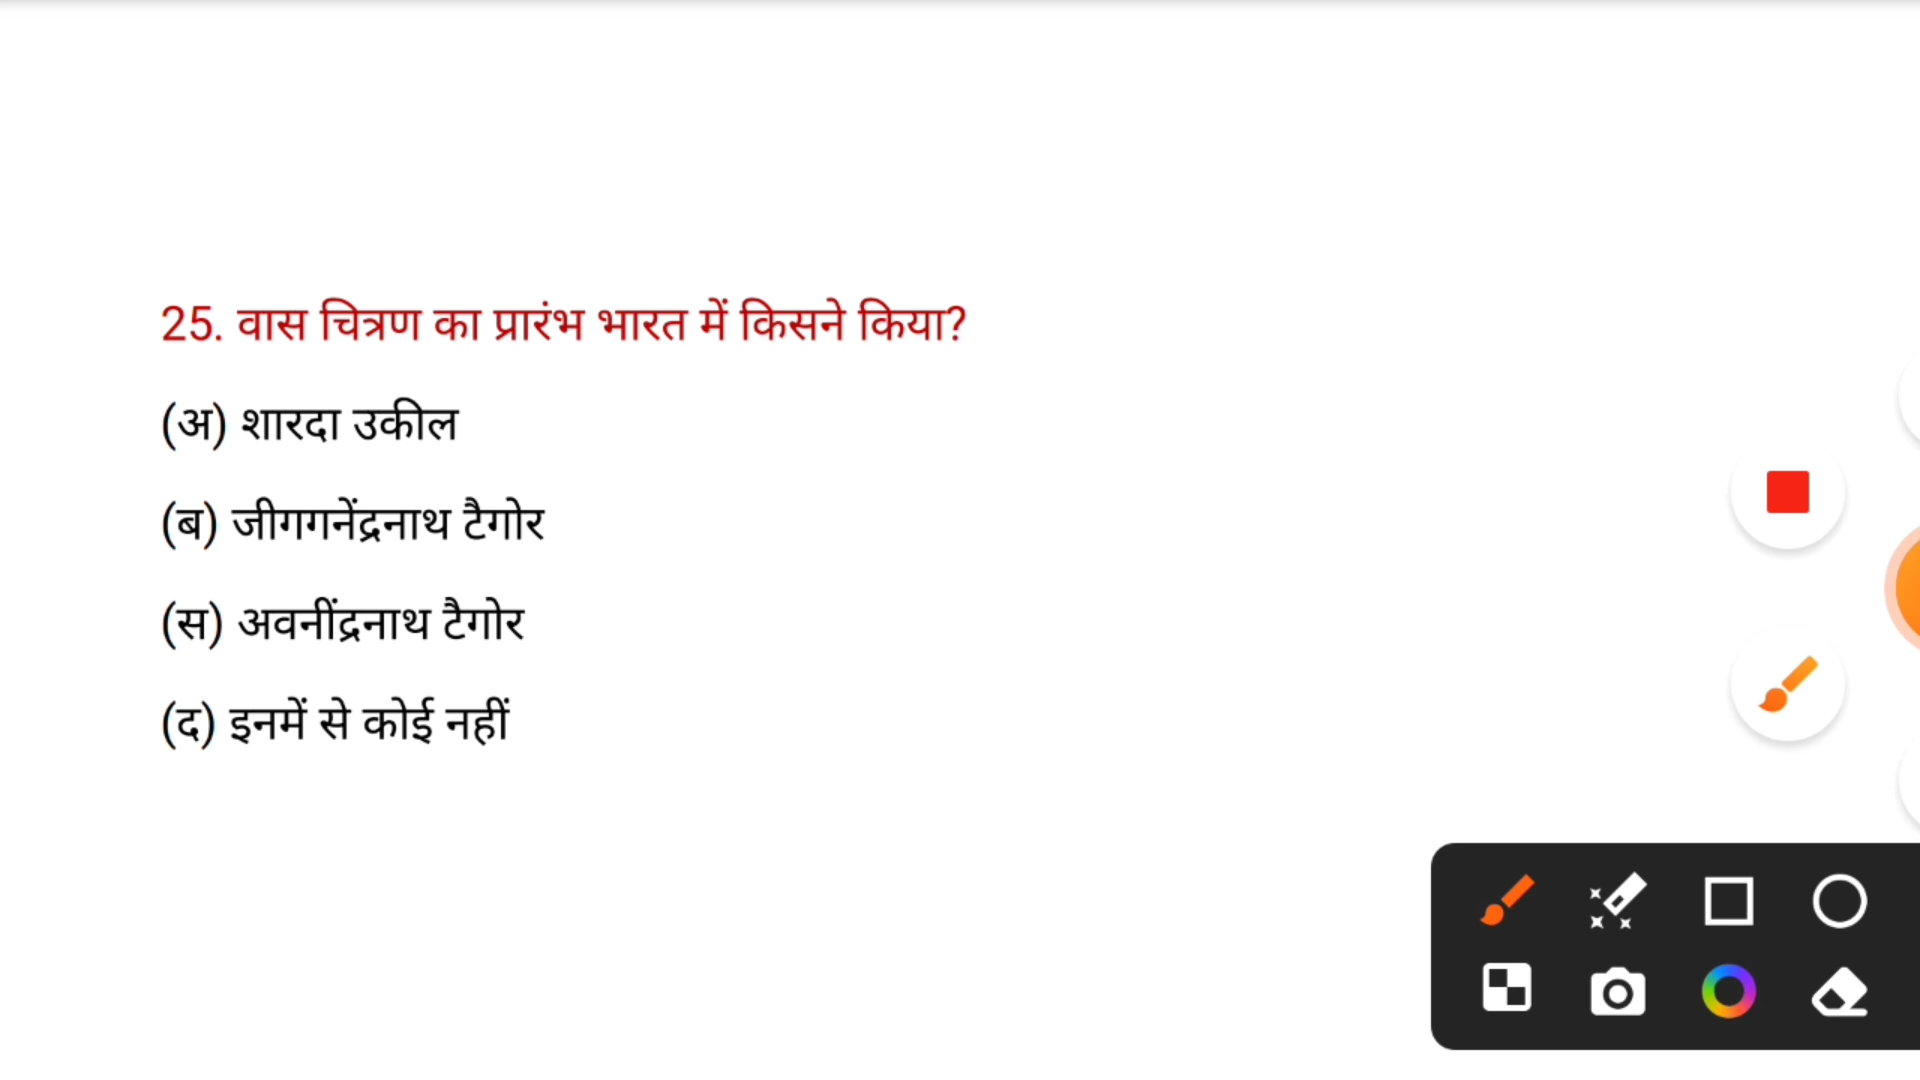 25. वास चित्रण का प्रारंभ भारत में किसने किया?
(अ) शारदा उकील
(ब) जीगगनेंद्रनाथ टैगोर
(स) अवनींद्रनाथ टैगोर
(द) इनमें से कोई नहीं